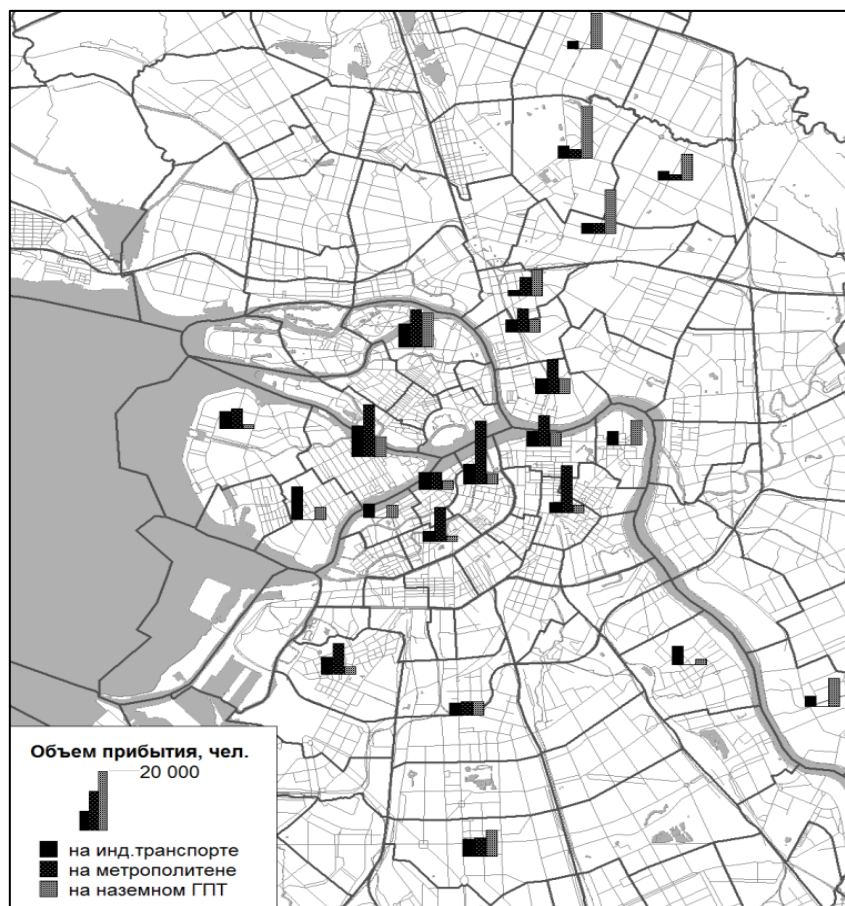 Объем прибытия, чел.
20 000
на инд.транспорте
на метрополитене
на наземном ГПТ